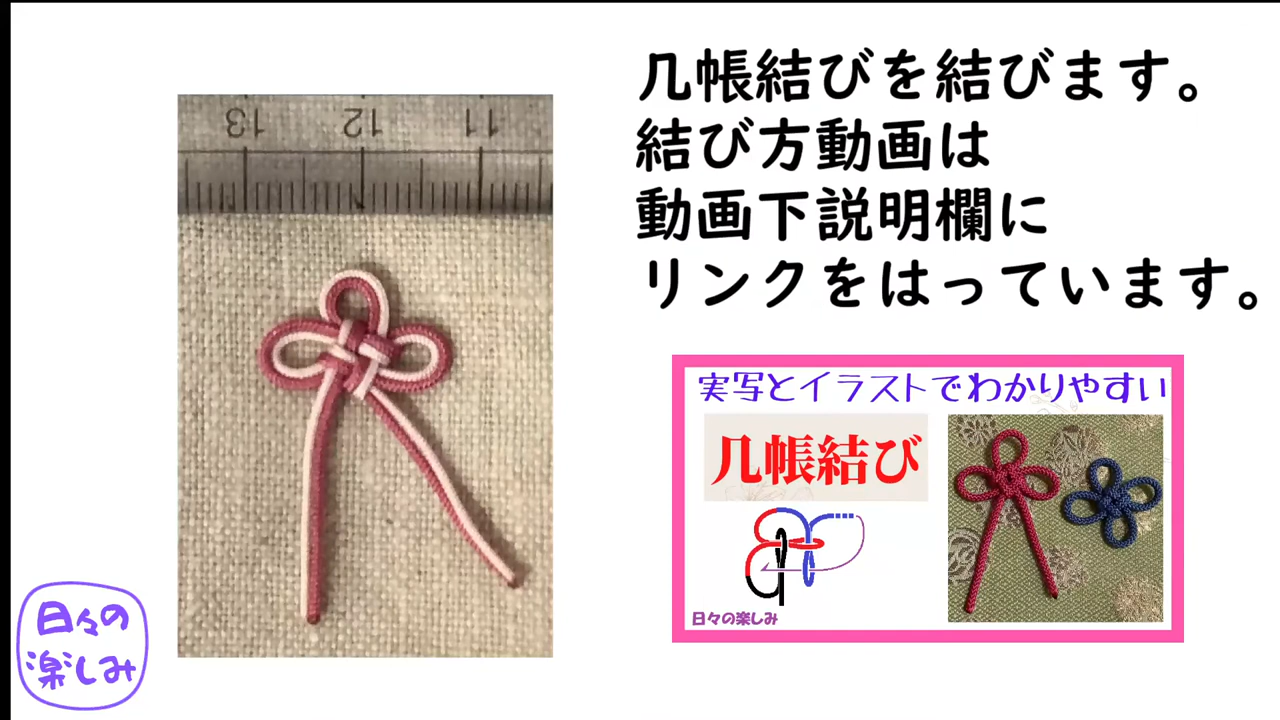 几帳結びを結びます。
結び方動画は
動画下説明欄に
リンクをはっています。
13 12 11
実写とイラストでわかりやすい
几帳結び
日々の楽しみ
日々の
楽しみ